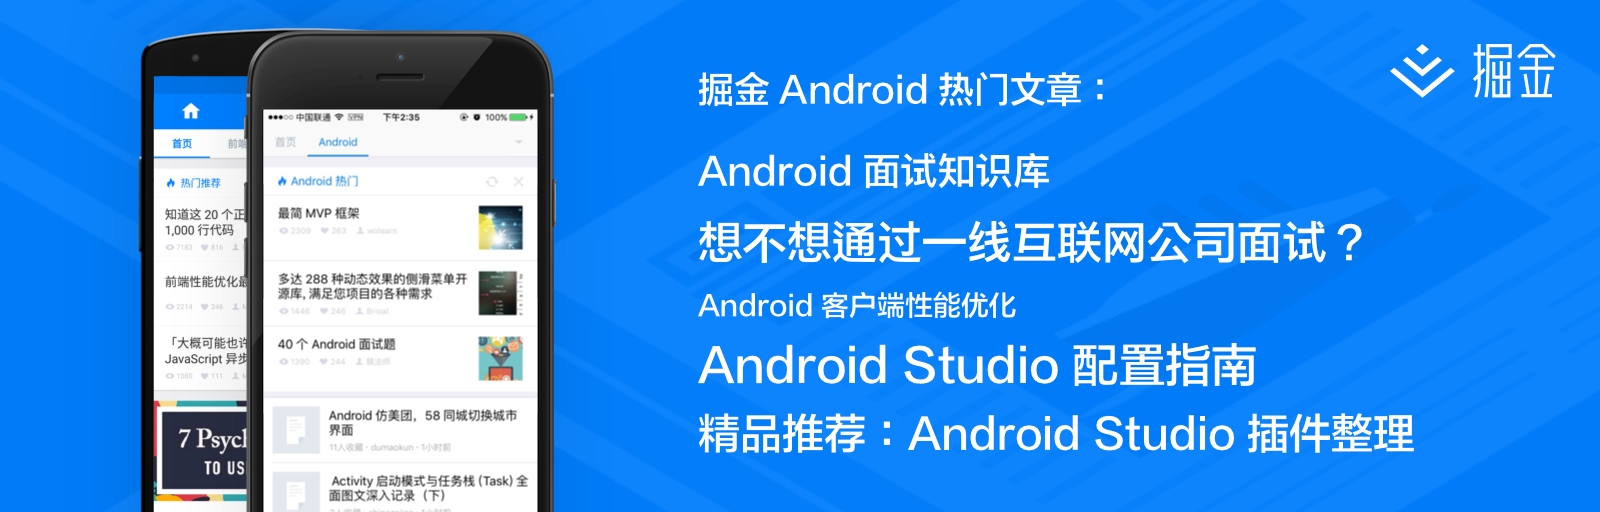 掘金
掘金 Android 热门文章：
Android 面试知识库
想不想通过一线互联网公司面试？
Android 客户端性能优化
Android Studio 配置指南
精品推荐：Android Studio 插件整理
首页
前端
热门推荐
知道这 20 个正
1,000 行代码
7183 816
前端性能优化最
2214 246
「大概可能也许
JavaScript 异步
1080 111
7 Psych
TO US
中国联通 VPN 下午2:35 100%
首页 Android
Android 热门
最简 MVP 框架
2309 263 wolearn
多达 288 种动态效果的侧滑菜单开
源库, 满足您项目的各种需求
1446 246 Brioal
40 个 Android 面试题
1390 244
Android 仿美团，58 同城切换城市
界面
11人收藏 · dumaokun · 1小时前
Activity 启动模式与任务栈 (Task) 全
面图文深入记录（下）